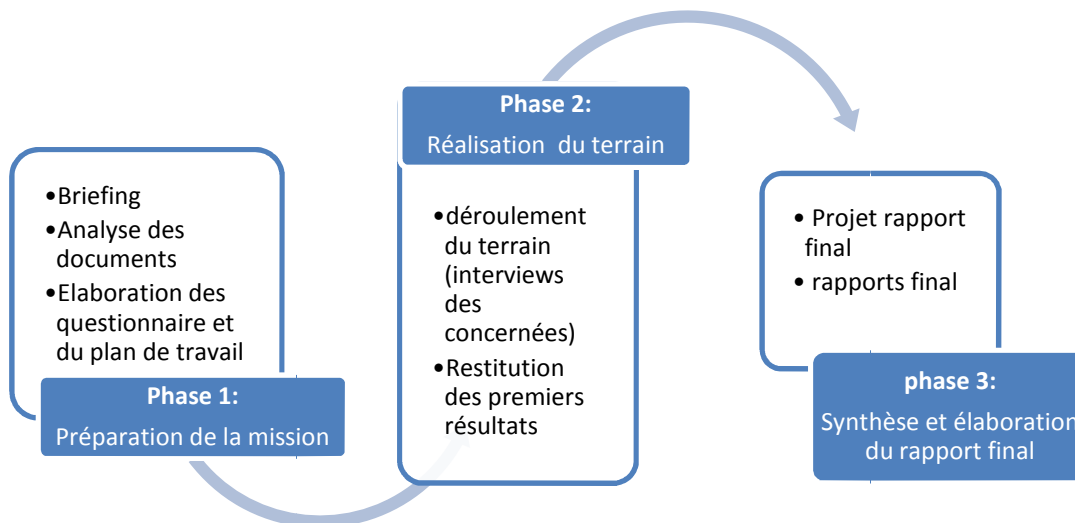 •Briefing
•Analyse des
documents
•Elaboration des
questionnaire et
du plan de travail
Phase 1:
Préparation de la mission
Phase 2:
Réalisation du terrain
•déroulement
du terrain
(interviews
des
concernées)
•Restitution
des premiers
résultats
• Projet rapport
final
• rapports final
phase 3:
Synthèse et élaboration
du rapport final